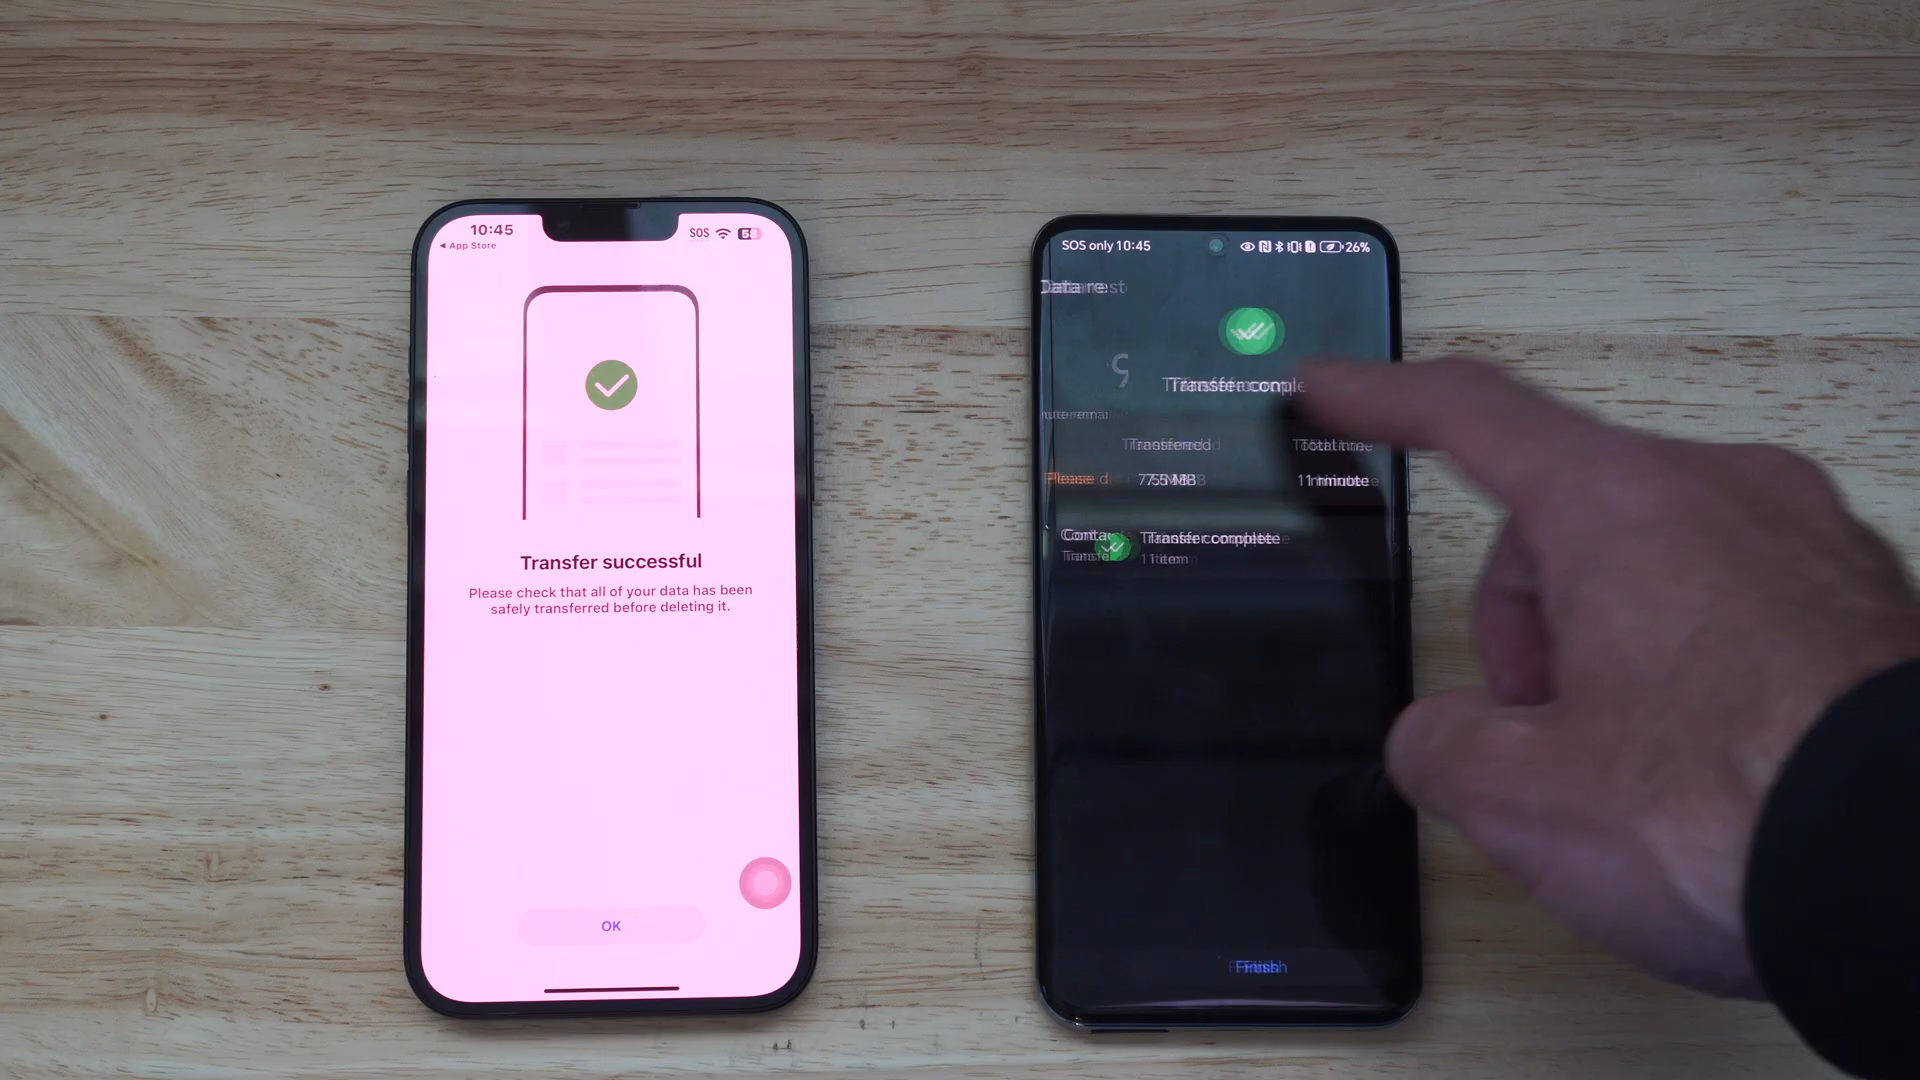 10:45
App Store
SOS
Transfer successful
Please check that all of your data has been
safely transferred before deleting it.
OK
SOS only 10:45
26%
Transferred
Total time
1 minute
Transfer complete
1 item
Finish